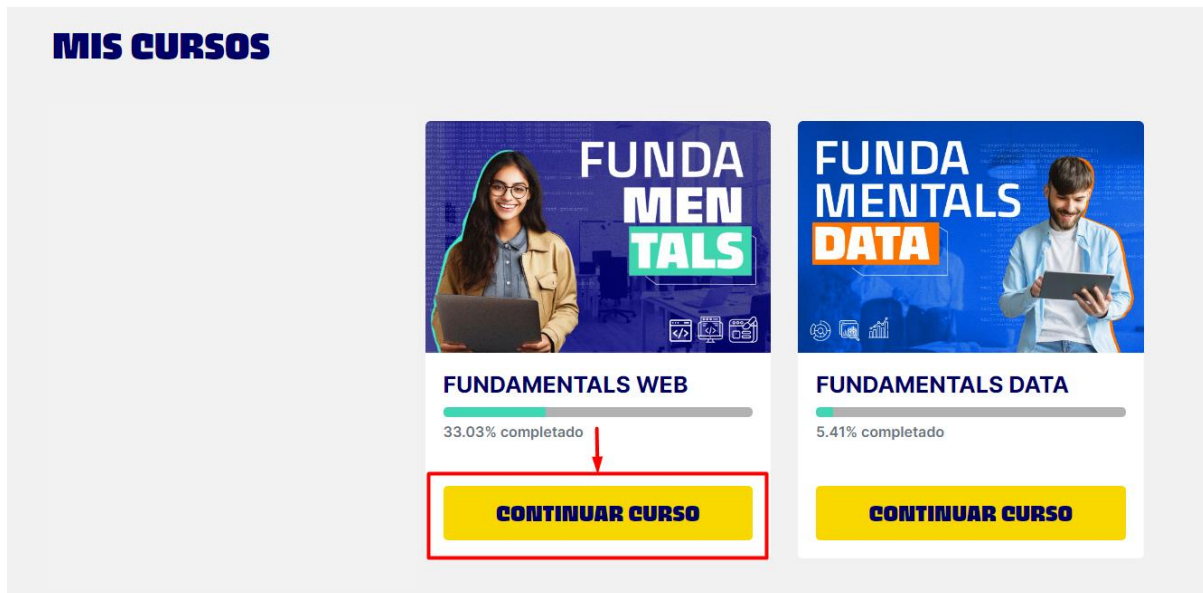 MIS CURSOS
FUNDA
MEN
TALS
FUNDAMENTALS WEB
33.03% completado
CONTINUAR CURSO
FUNDA
MENTALS
DATA
FUNDAMENTALS DATA
5.41% completado
CONTINUAR CURSO